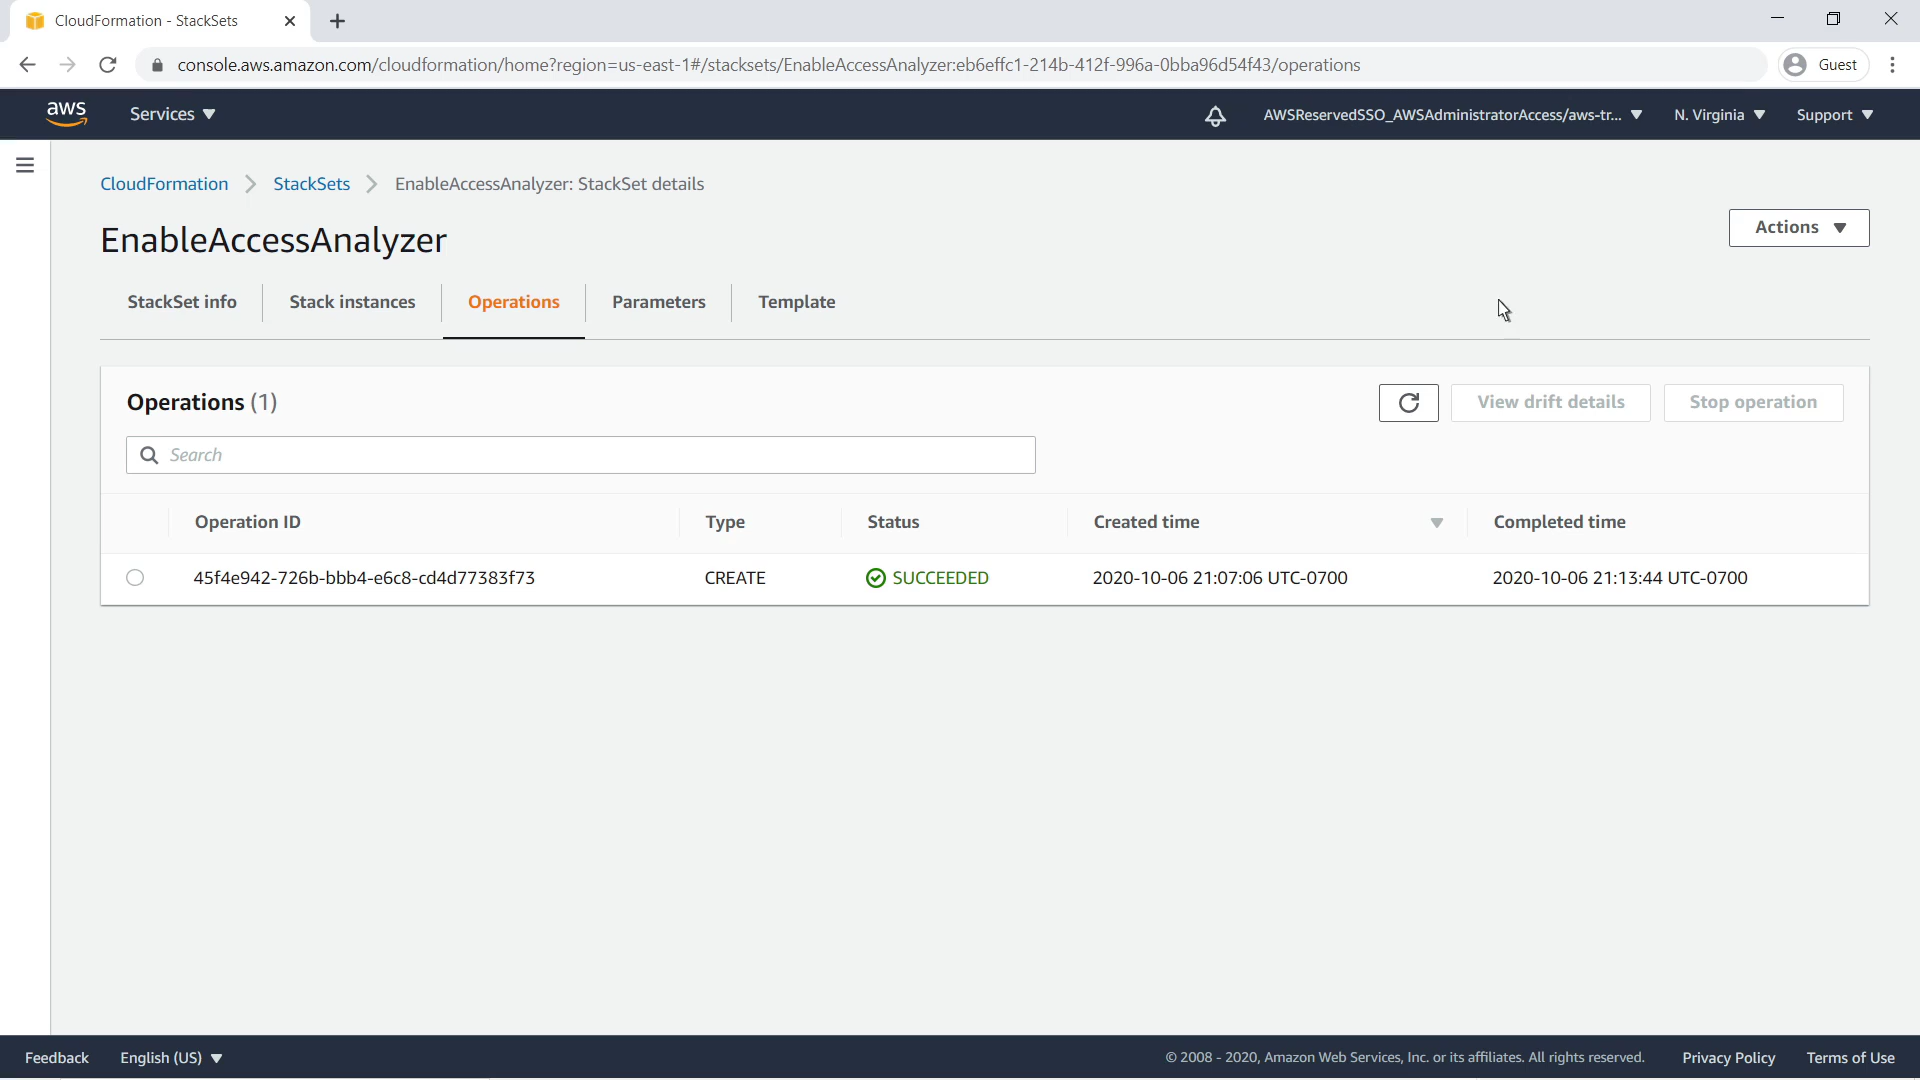 CloudFormation - StackSets
console.aws.amazon.com/cloudformation/home?region=us-east-1#/stacksets/EnableAccessAnalyzer:eb6effc1-214b-412f-996a-0bba96d54f43/operations
Guest
aws
Services
AWSReservedSSO_AWSAdministratorAccess/aws-tr...
N. Virginia
Support
CloudFormation
StackSets
EnableAccessAnalyzer: StackSet details
EnableAccessAnalyzer
Actions
StackSet info
Stack instances
Operations
Parameters
Template
Operations (1)
View drift details
Stop operation
Search
Operation ID
Type
Status
Created time
Completed time
45f4e942-726b-bbb4-e6c8-cd4d77383f73
CREATE
SUCCEEDED
2020-10-06 21:07:06 UTC-0700
2020-10-06 21:13:44 UTC-0700
Feedback
English (US)
© 2008 - 2020, Amazon Web Services, Inc. or its affiliates. All rights reserved.
Privacy Policy
Terms of Use